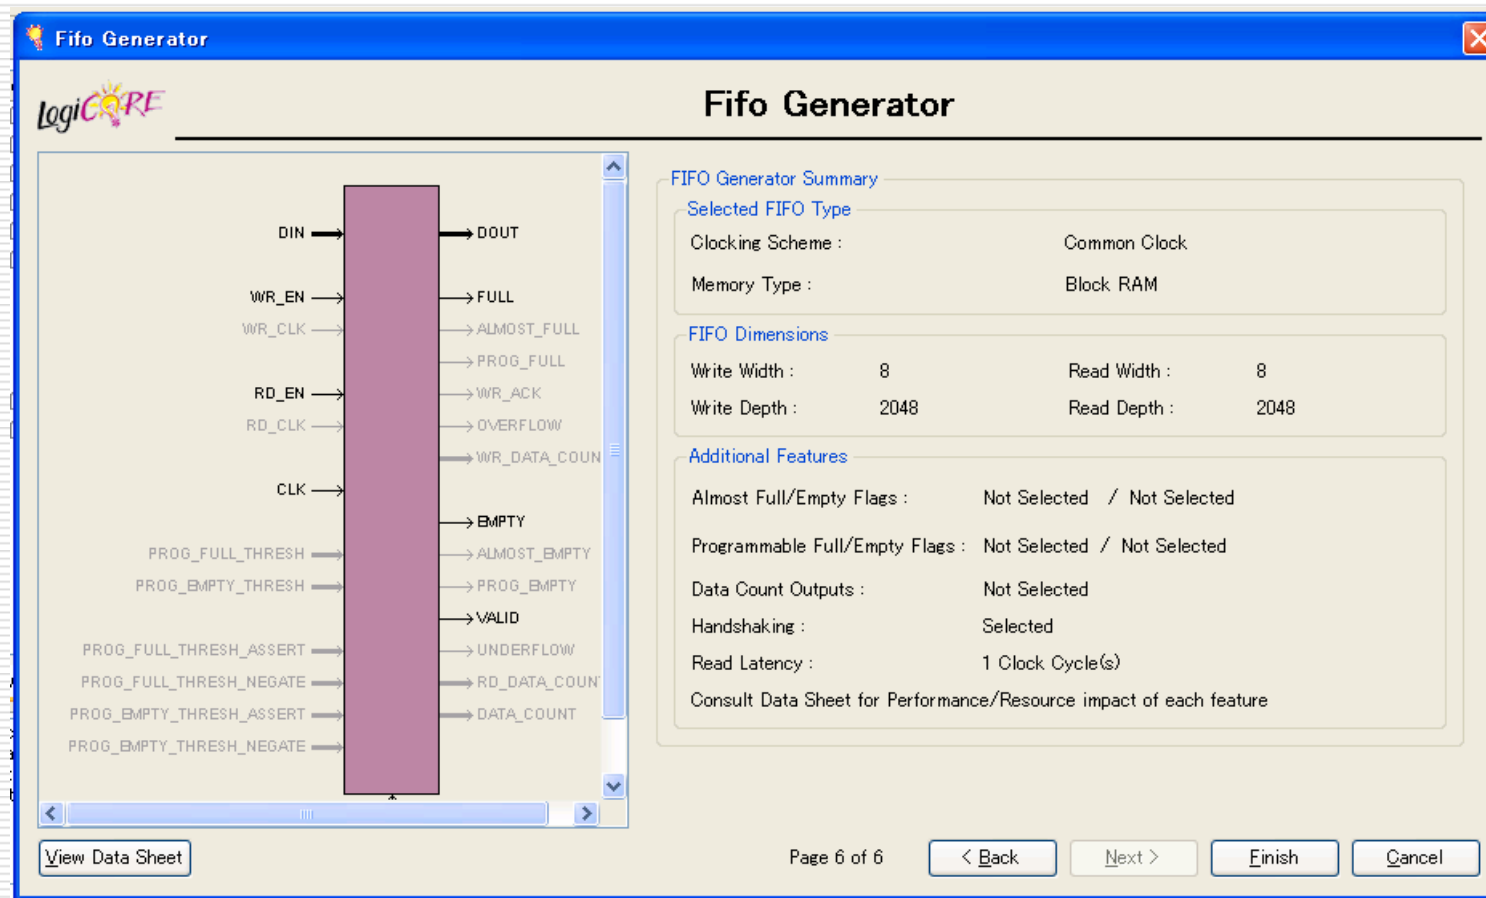 Fifo Generator
LogiCORE
Fifo Generator
DIN
DOUT
WR_EN
FULL
WR_CLK
ALMOST_FULL
PROG_FULL
RD_EN
WR_ACK
RD_CLK
OVERFLOW
WR_DATA_COUN
CLK
EMPTY
PROG_FULL_THRESH
ALMOST_EMPTY
PROG_EMPTY_THRESH
PROG_EMPTY
VALID
PROG_FULL_THRESH_ASSERT
UNDERFLOW
PROG_FULL_THRESH_NEGATE
RD_DATA_COUN
PROG_EMPTY_THRESH_ASSERT
DATA_COUNT
PROG_EMPTY_THRESH_NEGATE
FIFO Generator Summary
Selected FIFO Type
Clocking Scheme : Common Clock
Memory Type : Block RAM
FIFO Dimensions
Write Width : 8 Read Width : 8
Write Depth : 2048 Read Depth : 2048
Additional Features
Almost Full/Empty Flags : Not Selected / Not Selected
Programmable Full/Empty Flags : Not Selected / Not Selected
Data Count Outputs : Not Selected
Handshaking : Selected
Read Latency : 1 Clock Cycle(s)
Consult Data Sheet for Performance/Resource impact of each feature
View Data Sheet
Page 6 of 6
< Back
Next >
Finish
Cancel